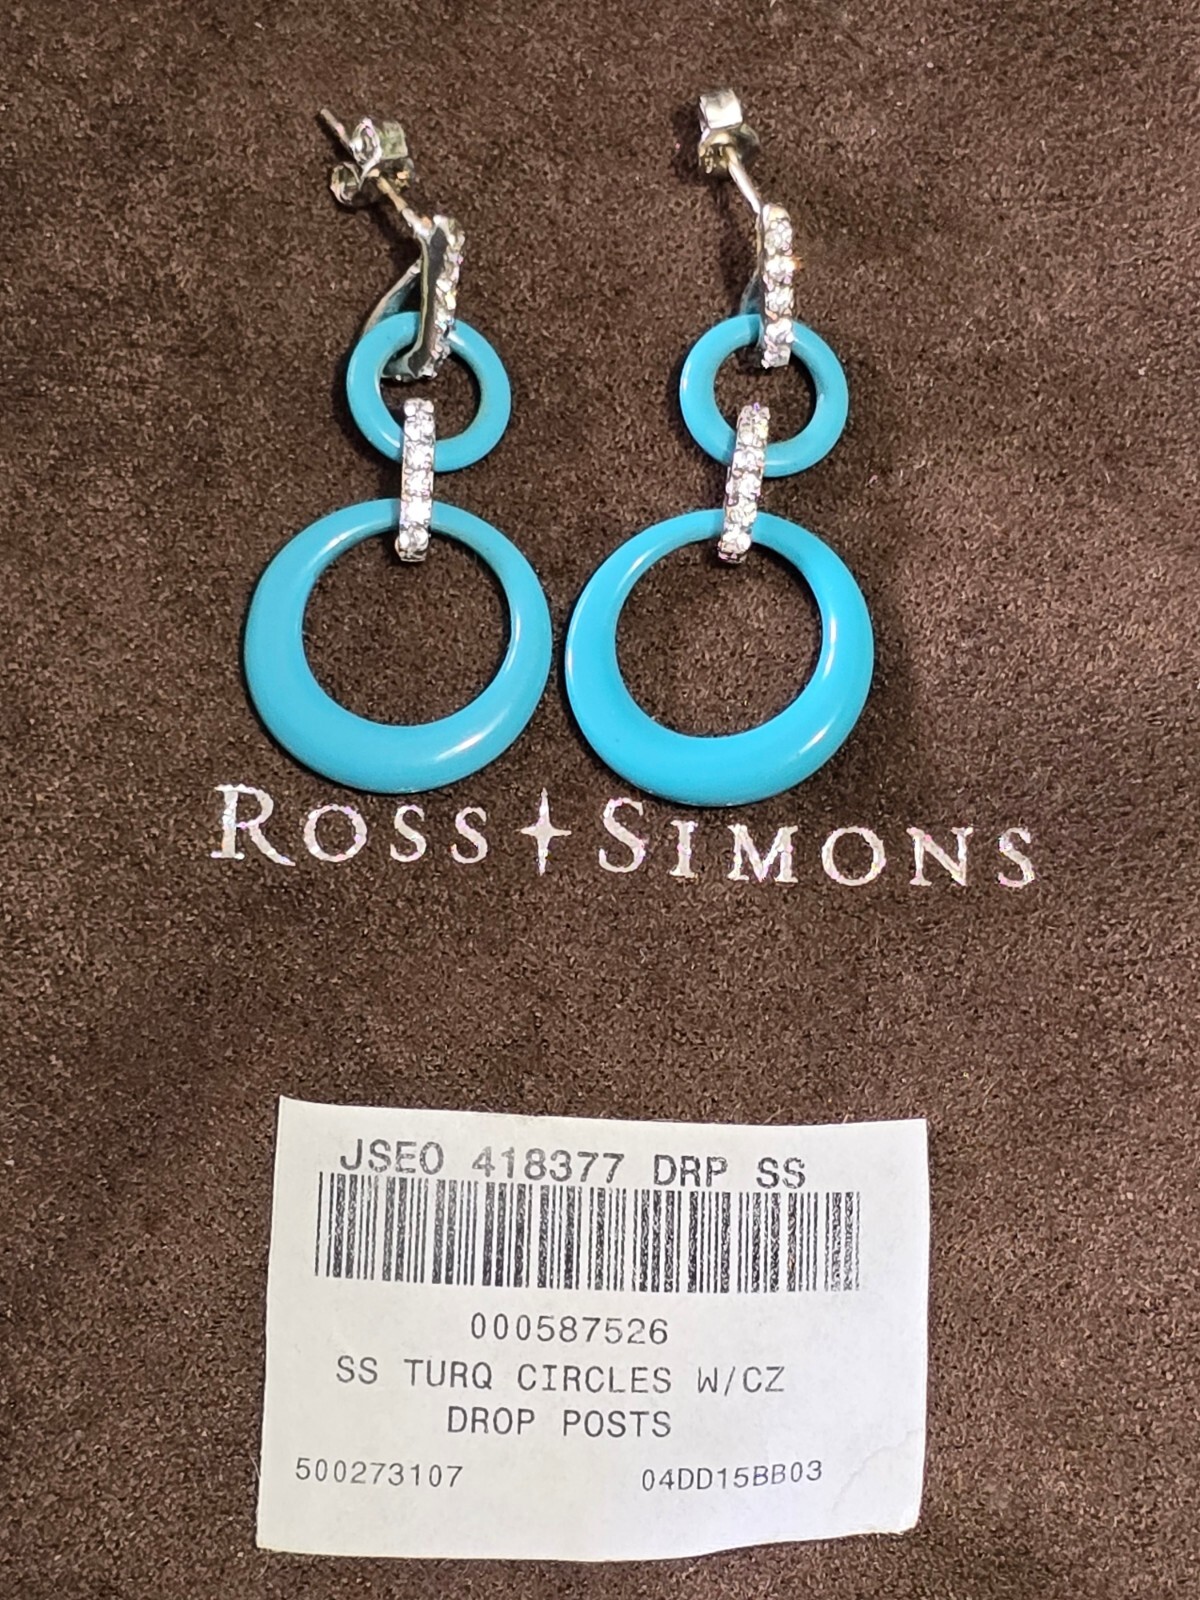 ROSS SIMONS
JSEO 418377 DRP SS
000587526
SS TURQ CIRCLES W/CZ
DROP POSTS
500273107 04DD15BB03